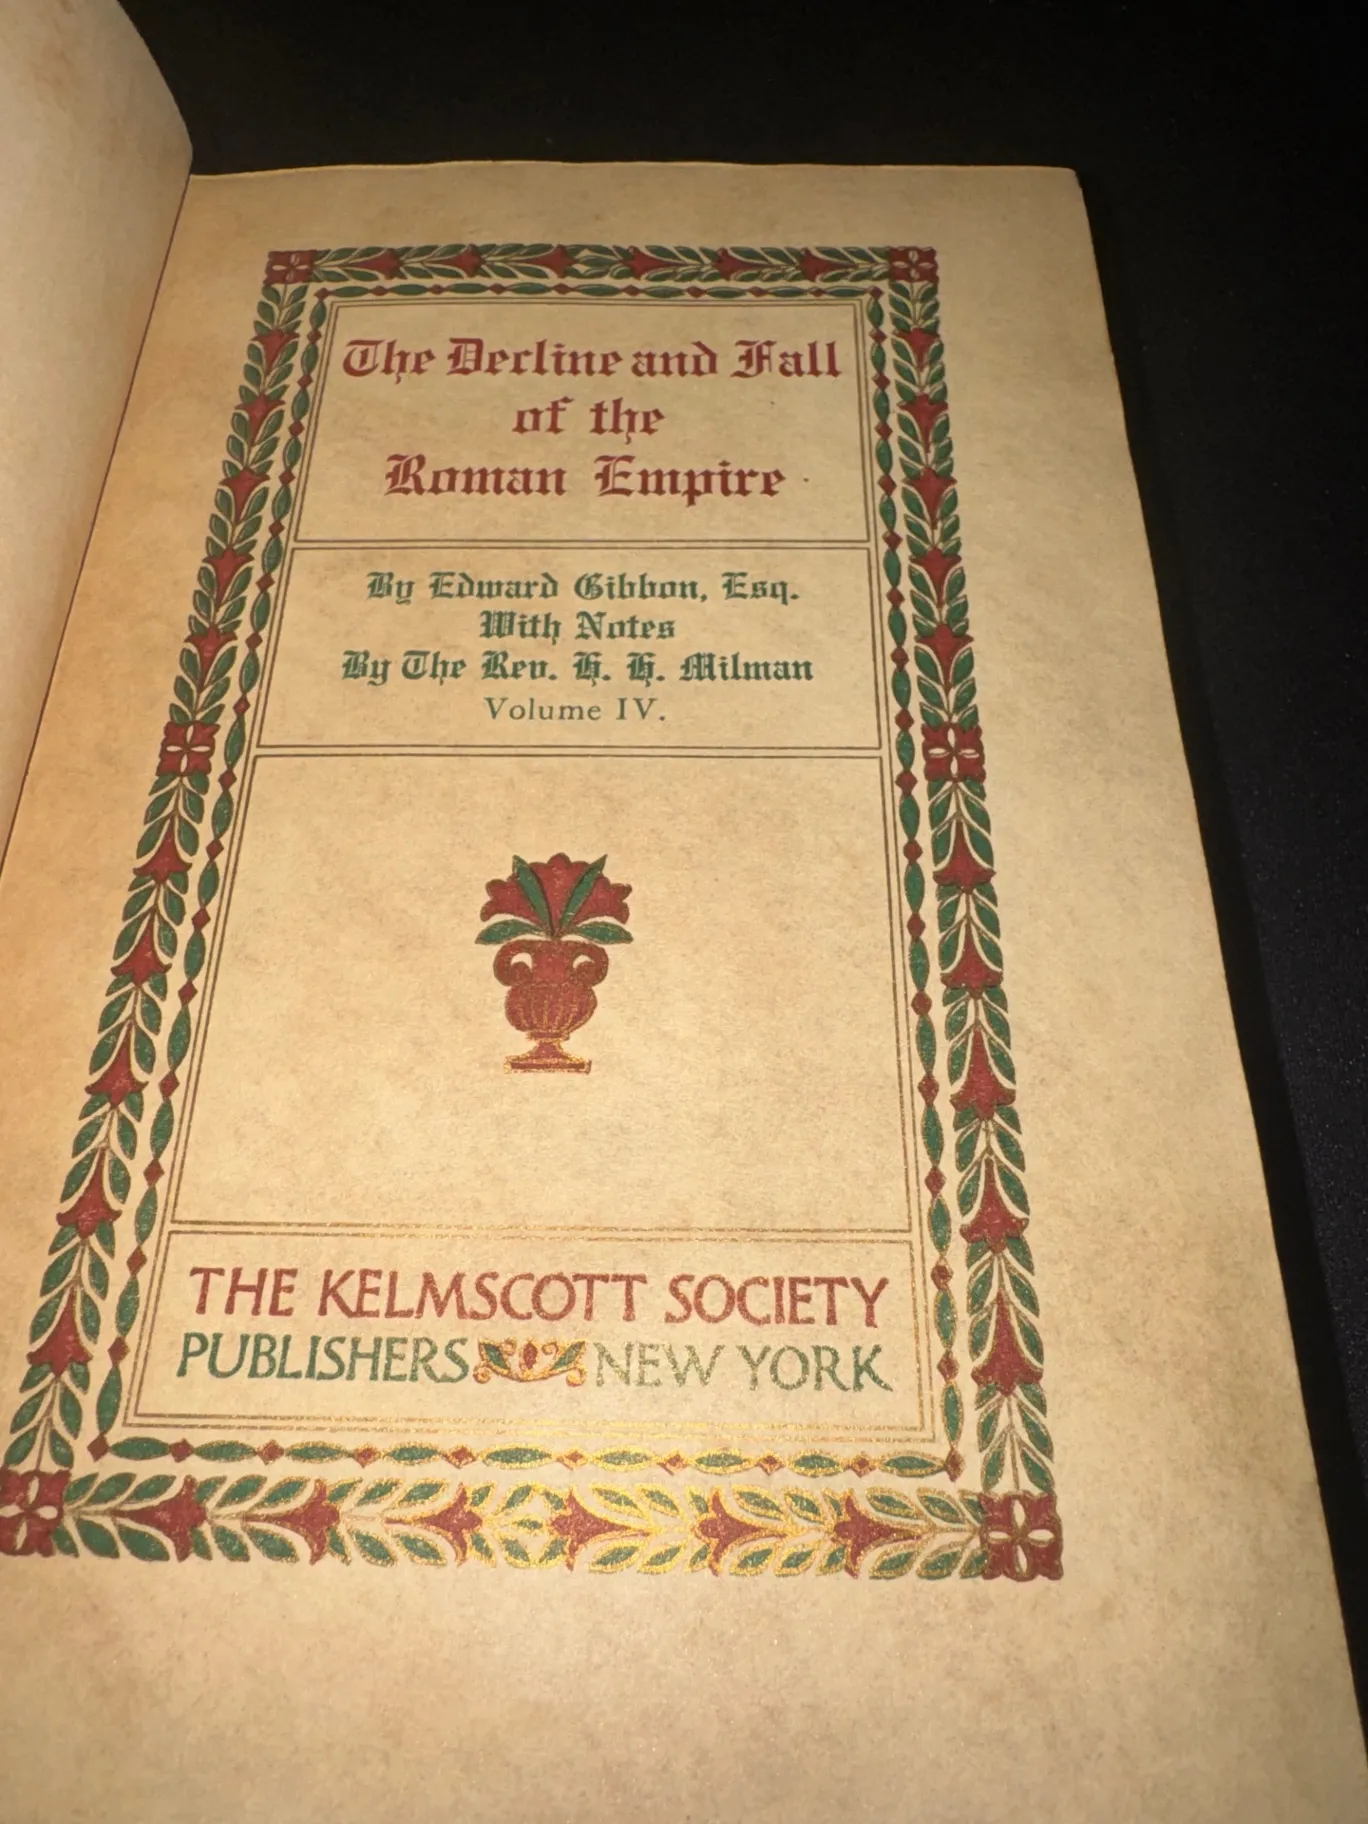 The Decline and Fall
of the
Roman Empire
By Edward Gibbon, Esq.
With Notes
By The Rev. H. H. Milman
Volume IV.
THE KELMSCOTT SOCIETY
PUBLISHERS NEW YORK